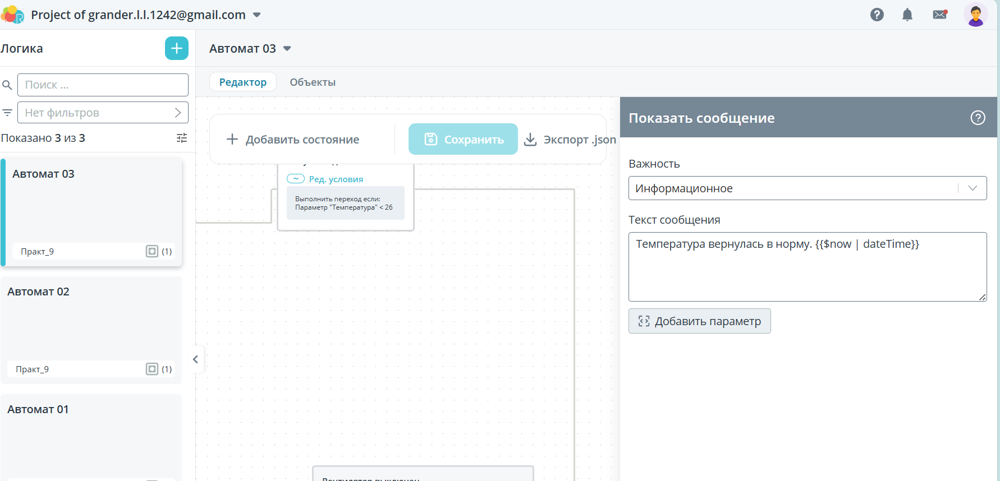 Project of grander.l.l.1242@gmail.com
Логика
Автомат 03
Поиск ...
Редактор
Объекты
Нет фильтров
Показано 3 из 3
Добавить состояние
Сохранить
Экспорт .json
Показать сообщение
Автомат 03
Практ_9
(1)
Автомат 02
Практ_9
(1)
Автомат 01
Ред. условия
Выполнить переход если:
Параметр "Температура" < 26
Важность
Информационное
Текст сообщения
Температура вернулась в норму. {{$now | dateTime}}
Добавить параметр
Вентилятор выключен